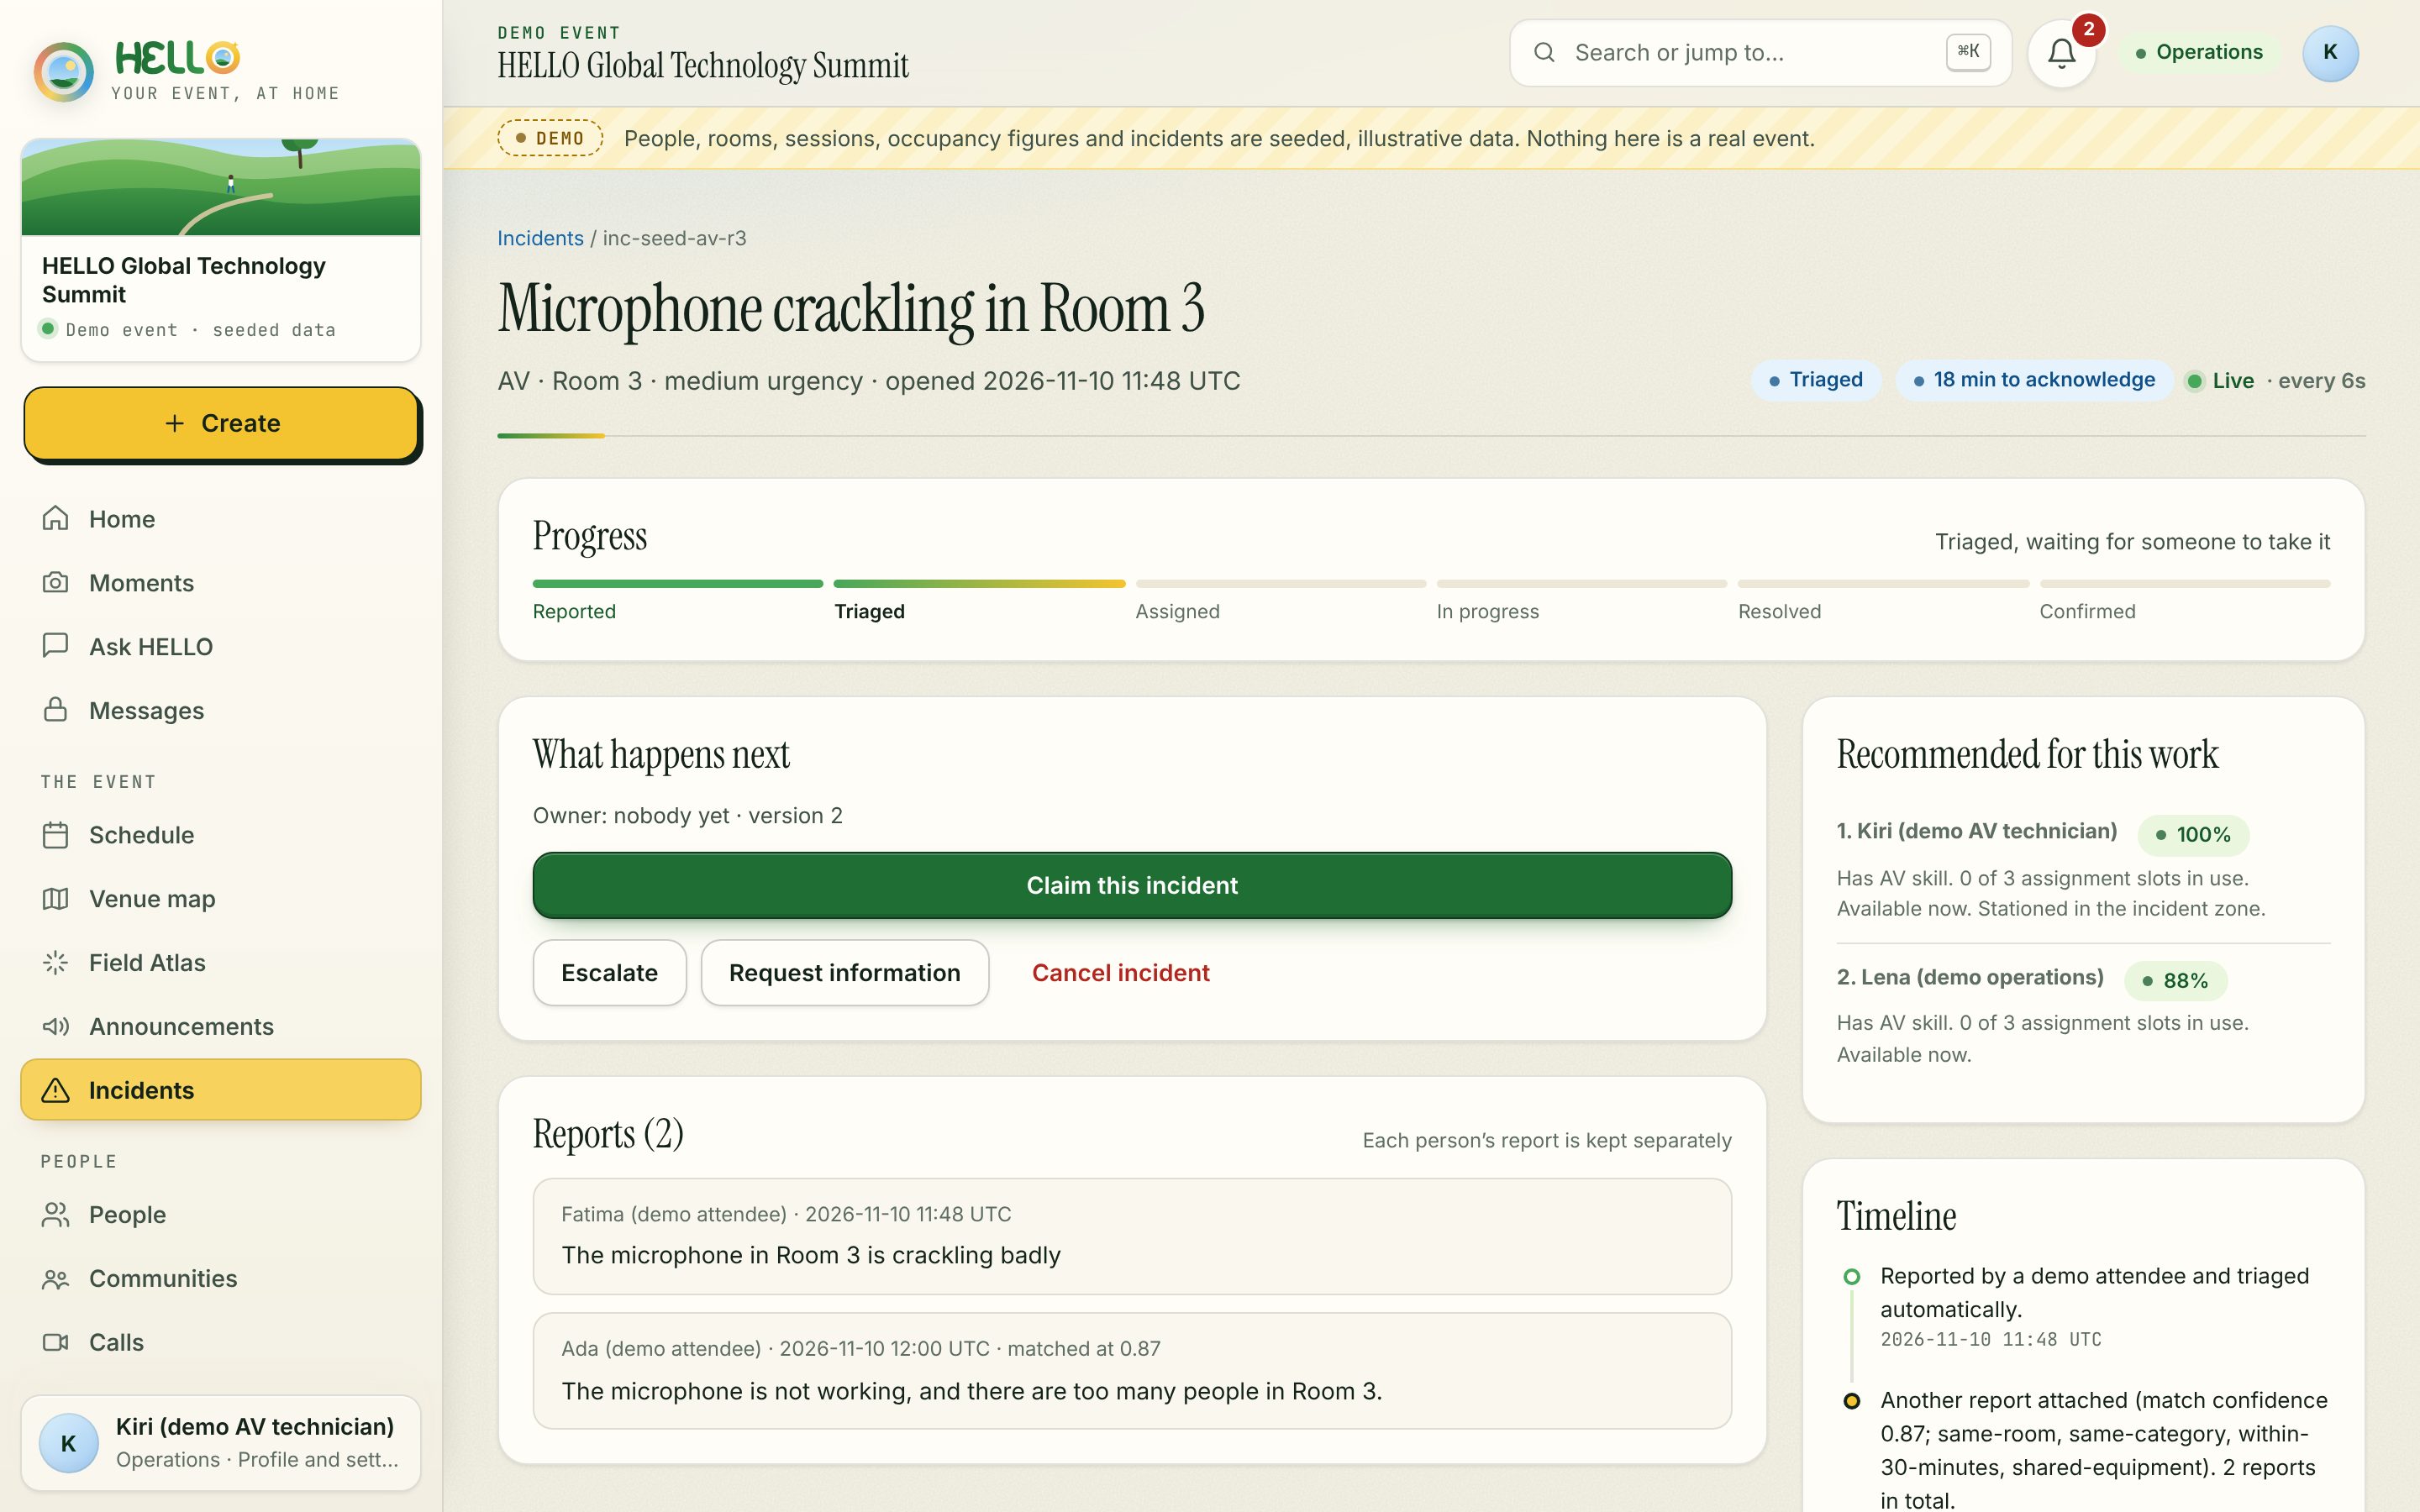 HELLO
YOUR EVENT, AT HOME
HELLO Global Technology
Summit
Demo event · seeded data
+ Create
Home
Moments
Ask HELLO
Messages
THE EVENT
Schedule
Venue map
Field Atlas
Announcements
Incidents
PEOPLE
People
Communities
Calls
K
Kiri (demo AV technician)
Operations · Profile and sett...
DEMO EVENT
HELLO Global Technology Summit
Search or jump to...
⌘K
2
Operations
K
DEMO
People, rooms, sessions, occupancy figures and incidents are seeded, illustrative data. Nothing here is a real event.
Incidents / inc-seed-av-r3
Microphone crackling in Room 3
AV · Room 3 · medium urgency · opened 2026-11-10 11:48 UTC
Triaged
18 min to acknowledge
Live · every 6s
Progress
Triaged, waiting for someone to take it
Reported
Triaged
Assigned
In progress
Resolved
Confirmed
What happens next
Owner: nobody yet · version 2
Claim this incident
Escalate
Request information
Cancel incident
Reports (2)
Each person’s report is kept separately
Fatima (demo attendee) · 2026-11-10 11:48 UTC
The microphone in Room 3 is crackling badly
Ada (demo attendee) · 2026-11-10 12:00 UTC · matched at 0.87
The microphone is not working, and there are too many people in Room 3.
Recommended for this work
1. Kiri (demo AV technician)
100%
Has AV skill. 0 of 3 assignment slots in use.
Available now. Stationed in the incident zone.
2. Lena (demo operations)
88%
Has AV skill. 0 of 3 assignment slots in use.
Available now.
Timeline
Reported by a demo attendee and triaged
automatically.
2026-11-10 11:48 UTC
Another report attached (match confidence
0.87; same-room, same-category, within-
30-minutes, shared-equipment). 2 reports
in total.